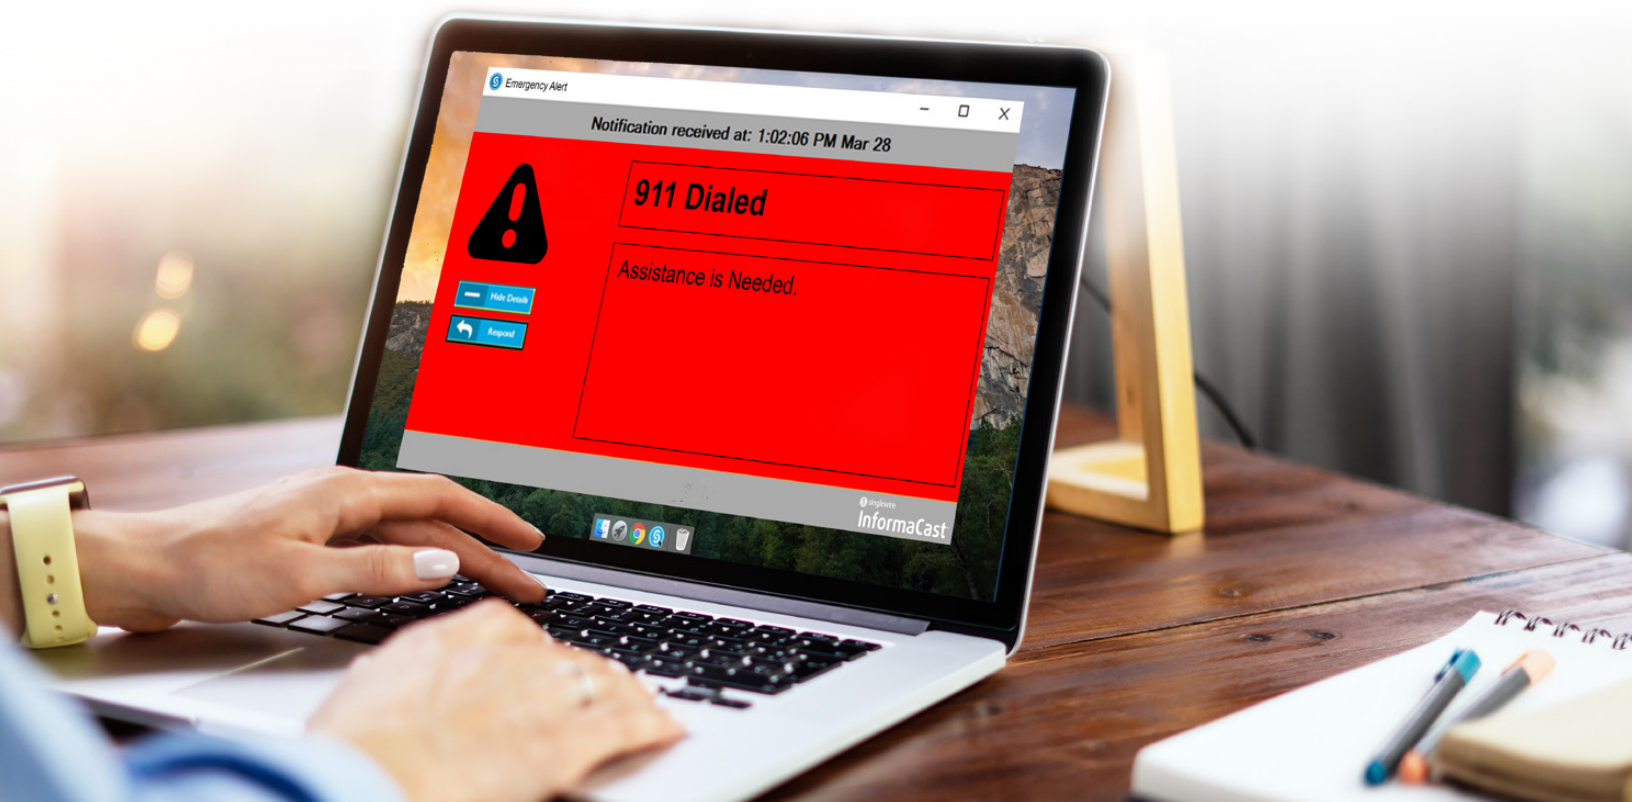 Emergency Alert
Notification received at: 1:02:06 PM Mar 28
911 Dialed
Assistance is Needed.
Hide Details
Respond
singlewire
InformaCast